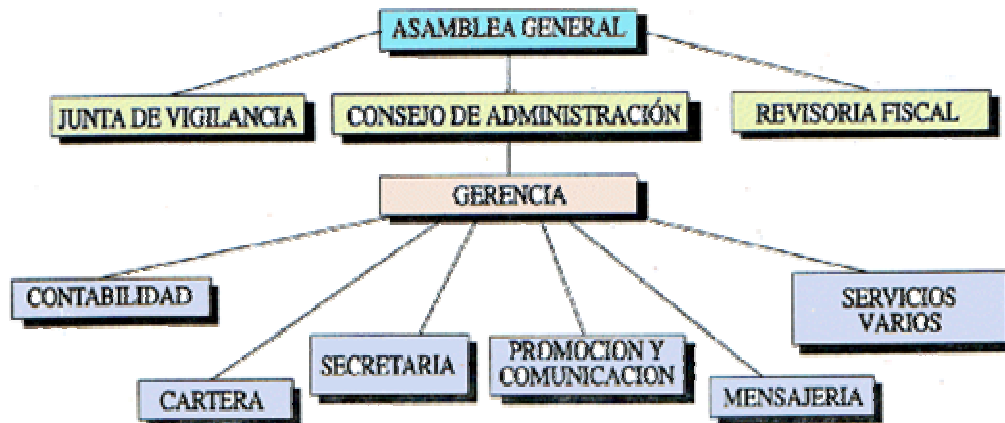 ASAMBLEA GENERAL
JUNTA DE VIGILANCIA
CONSEJO DE ADMINISTRACIÓN
REVISORIA FISCAL
GERENCIA
CONTABILIDAD
SERVICIOS
VARIOS
SECRETARIA
PROMOCION Y
COMUNICACION
CARTERA
MENSAJERIA